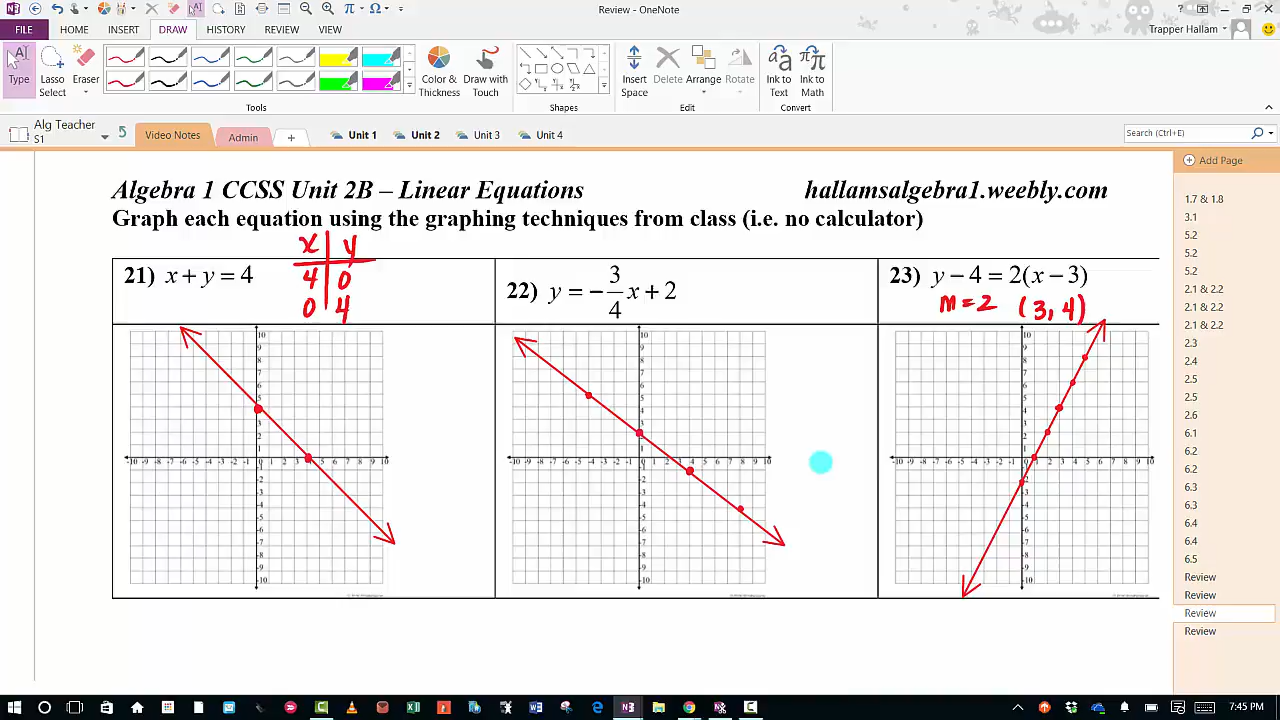 Review - OneNote
FILE HOME INSERT DRAW HISTORY REVIEW VIEW
Trapper Hallam
Type
Lasso Select
Eraser
Color & Thickness
Draw with Touch
Insert Space
Delete
Arrange
Rotate
Ink to Text
Ink to Math
Tools
Shapes
Edit
Convert
Alg Teacher
S1
Video Notes Admin + Unit 1 Unit 2 Unit 3 Unit 4
Search (Ctrl+E)
Add Page
1.7 & 1.8
3.1
5.2
5.2
5.2
2.1 & 2.2
2.1 & 2.2
2.1 & 2.2
2.3
2.4
2.5
2.6
6.1
6.2
6.2
6.3
6.3
6.4
6.4
6.5
Review
Review
Review
Review
Algebra 1 CCSS Unit 2B – Linear Equations hallamsalgebra1.weebly.com
Graph each equation using the graphing techniques from class (i.e. no calculator)
21) x + y = 4
x y
4 0
0 4
22) y = -3/4 x + 2
23) y − 4 = 2(x − 3)
m = 2 (3, 4)
7:45 PM